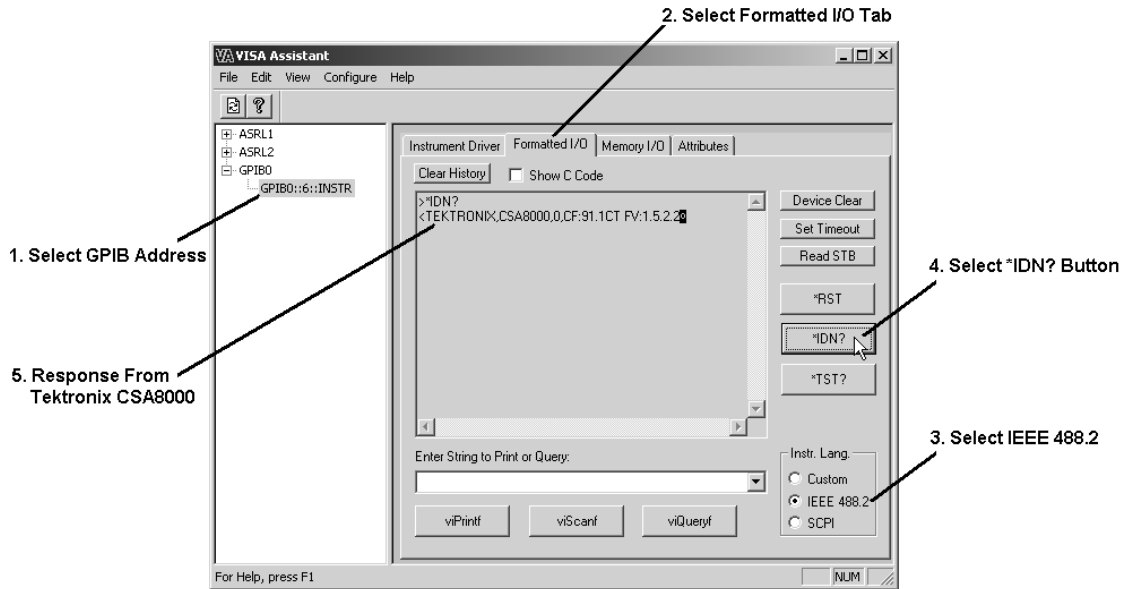 2. Select Formatted I/O Tab
VISA Assistant
File Edit View Configure Help
ASRL1
ASRL2
GPIB0
GPIB0::6::INSTR
Instrument Driver Formatted I/O Memory I/O Attributes
Clear History Show C Code
>*IDN?
<TEKTRONIX,CSA8000,0,CF:91.1CT FV:1.5.2.2
Device Clear
Set Timeout
Read STB
*RST
*IDN?
*TST?
1. Select GPIB Address
4. Select *IDN? Button
5. Response From
Tektronix CSA8000
3. Select IEEE 488.2
Enter String to Print or Query:
Instr. Lang.
Custom
IEEE 488.2
SCPI
viPrintf viScanf viQueryf
For Help, press F1
NUM